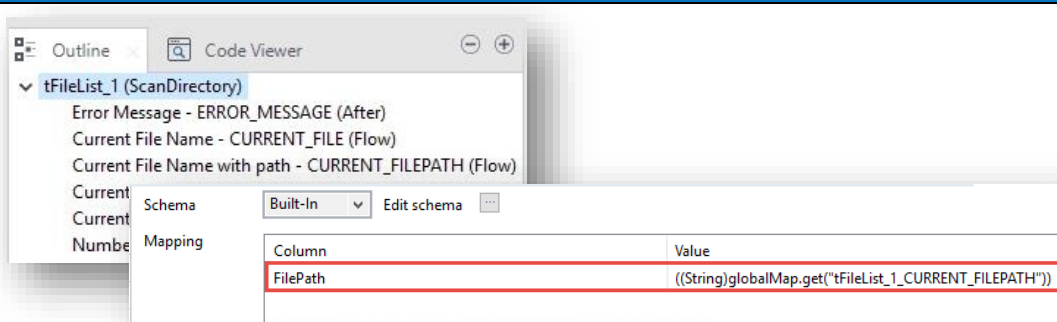 Outline
Code Viewer
tFileList_1 (ScanDirectory)
Error Message - ERROR_MESSAGE (After)
Current File Name - CURRENT_FILE (Flow)
Current File Name with path - CURRENT_FILEPATH (Flow)
Current
Current
Numbe
Schema Built-In Edit schema ...
Mapping
Column Value
FilePath ((String)globalMap.get("tFileList_1_CURRENT_FILEPATH"))